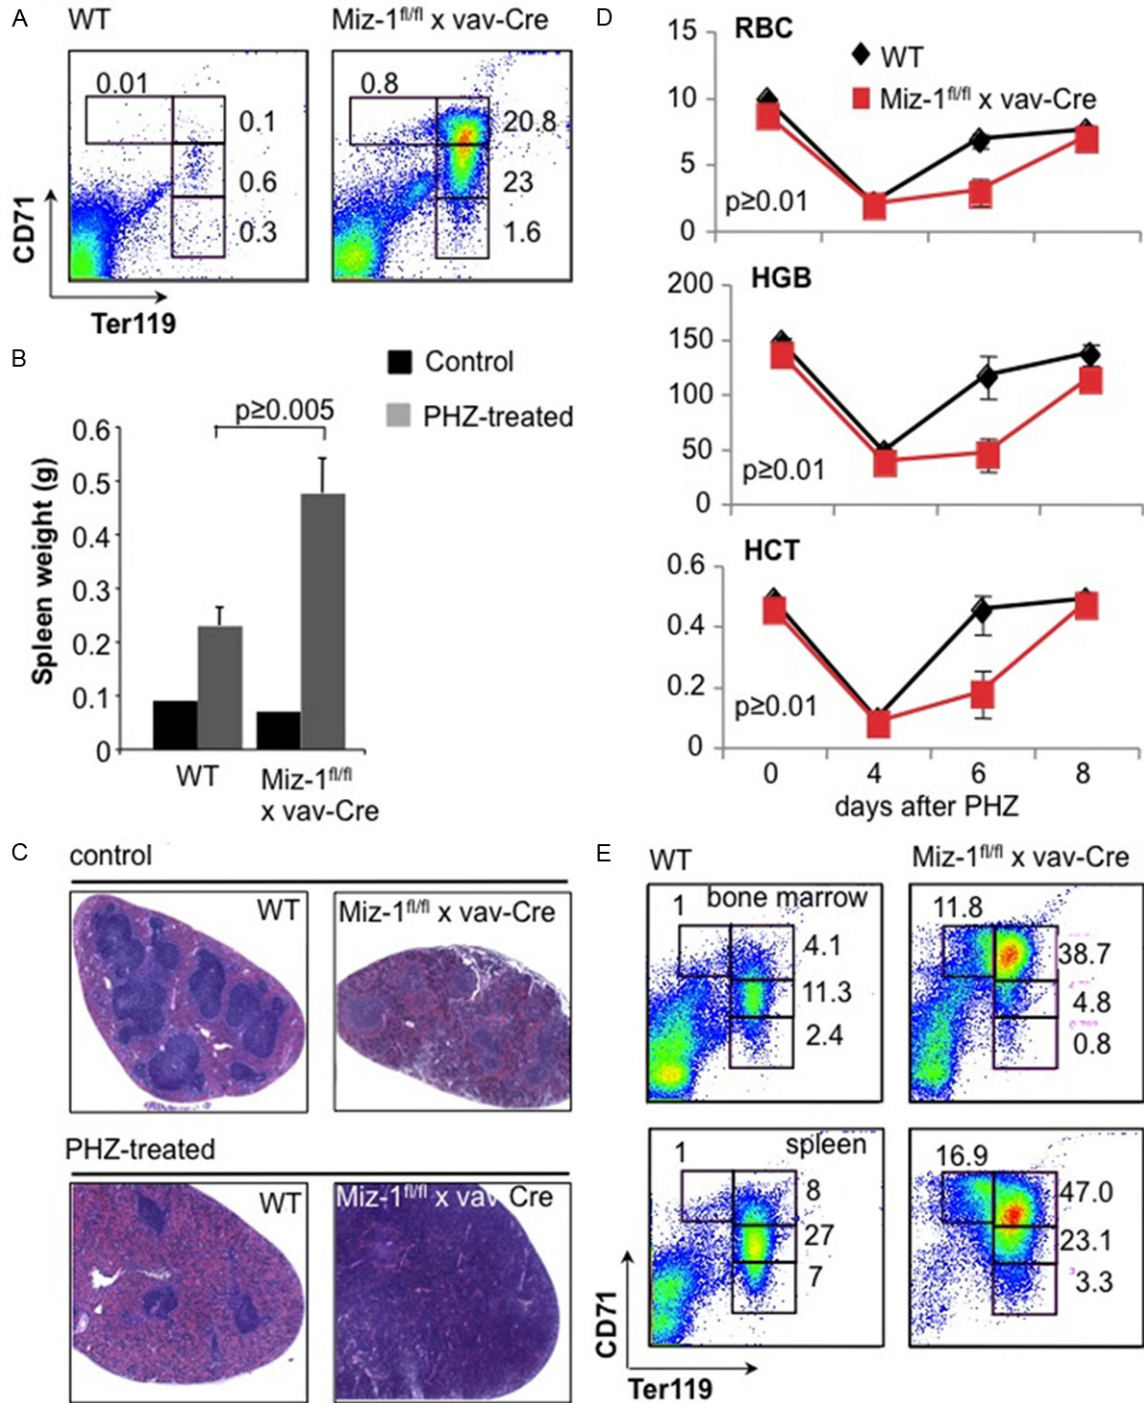 A
WT
Miz-1fl/fl x vav-Cre
0.01
0.1
0.6
0.3
0.8
20.8
23
1.6
CD71
Ter119
B
Control
PHZ-treated
p≥0.005
0.6
0.5
0.4
0.3
0.2
0.1
0
Spleen weight (g)
WT
Miz-1fl/fl
x vav-Cre
C
control
WT
Miz-1fl/fl x vav-Cre
PHZ-treated
WT
Miz-1fl/fl x vav Cre
D
RBC
WT
Miz-1fl/fl x vav-Cre
15
10
5
0
p≥0.01
HGB
200
150
100
50
0
p≥0.01
HCT
0.6
0.4
0.2
0
p≥0.01
0 4 6 8
days after PHZ
E
WT
Miz-1fl/fl x vav-Cre
bone marrow
1
4.1
11.3
2.4
11.8
38.7
4.8
0.8
spleen
1
8
27
7
16.9
47.0
23.1
3.3
CD71
Ter119